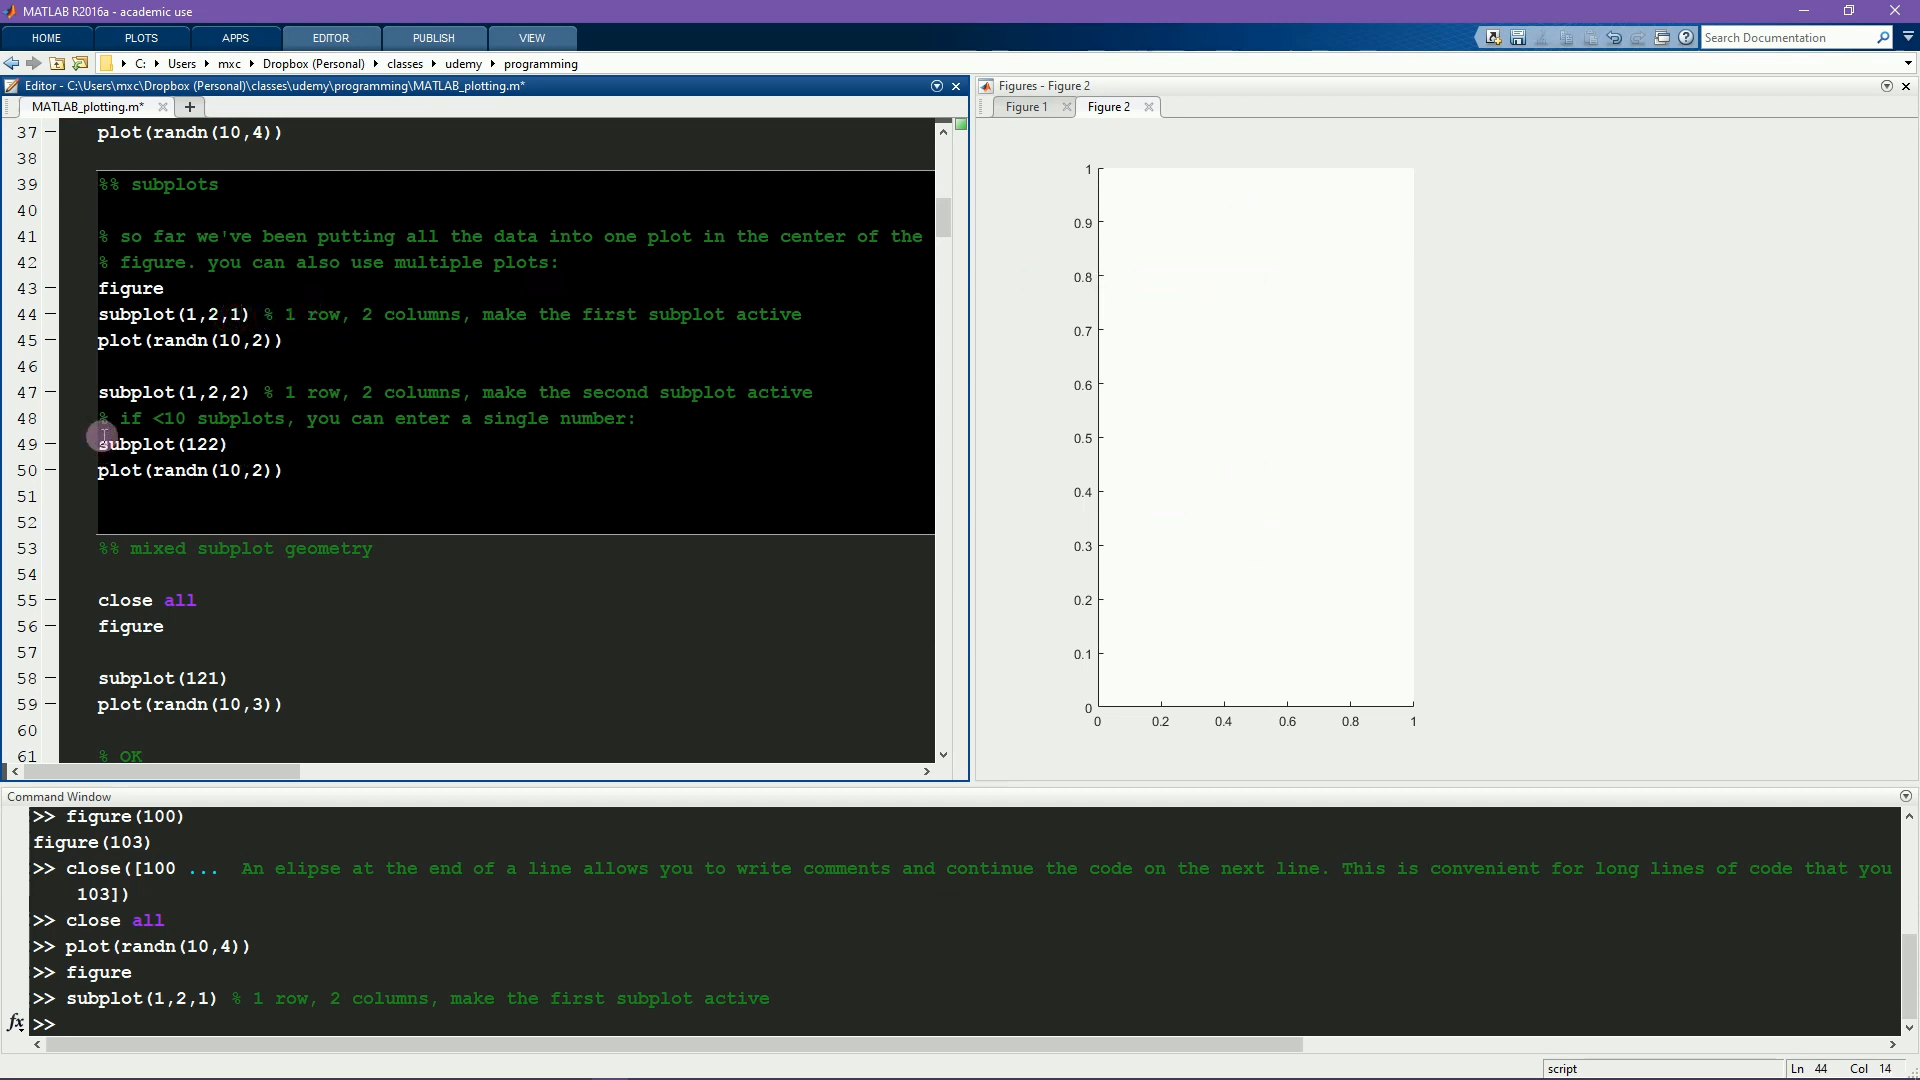 MATLAB R2016a - academic use
HOME PLOTS APPS EDITOR PUBLISH VIEW Search Documentation
C: Users mxc Dropbox (Personal) classes udemy programming
Editor - C:\Users\mxc\Dropbox (Personal)\classes\udemy\programming\MATLAB_plotting.m*
MATLAB_plotting.m*
37 plot(randn(10,4))
38
39 %% subplots
40
41 % so far we've been putting all the data into one plot in the center of the
42 % figure. you can also use multiple plots:
43 figure
44 subplot(1,2,1) % 1 row, 2 columns, make the first subplot active
45 plot(randn(10,2))
46
47 subplot(1,2,2) % 1 row, 2 columns, make the second subplot active
48 % if <10 subplots, you can enter a single number:
49 subplot(122)
50 plot(randn(10,2))
51
52
53 %% mixed subplot geometry
54
55 close all
56 figure
57
58 subplot(121)
59 plot(randn(10,3))
60
61 % OK
Figures - Figure 2
Figure 1 Figure 2
1
0.9
0.8
0.7
0.6
0.5
0.4
0.3
0.2
0.1
0
0 0.2 0.4 0.6 0.8 1
Command Window
>> figure(100)
figure(103)
>> close([100 ... An elipse at the end of a line allows you to write comments and continue the code on the next line. This is convenient for long lines of code that you
103])
>> close all
>> plot(randn(10,4))
>> figure
>> subplot(1,2,1) % 1 row, 2 columns, make the first subplot active
fx >>
script Ln 44 Col 14